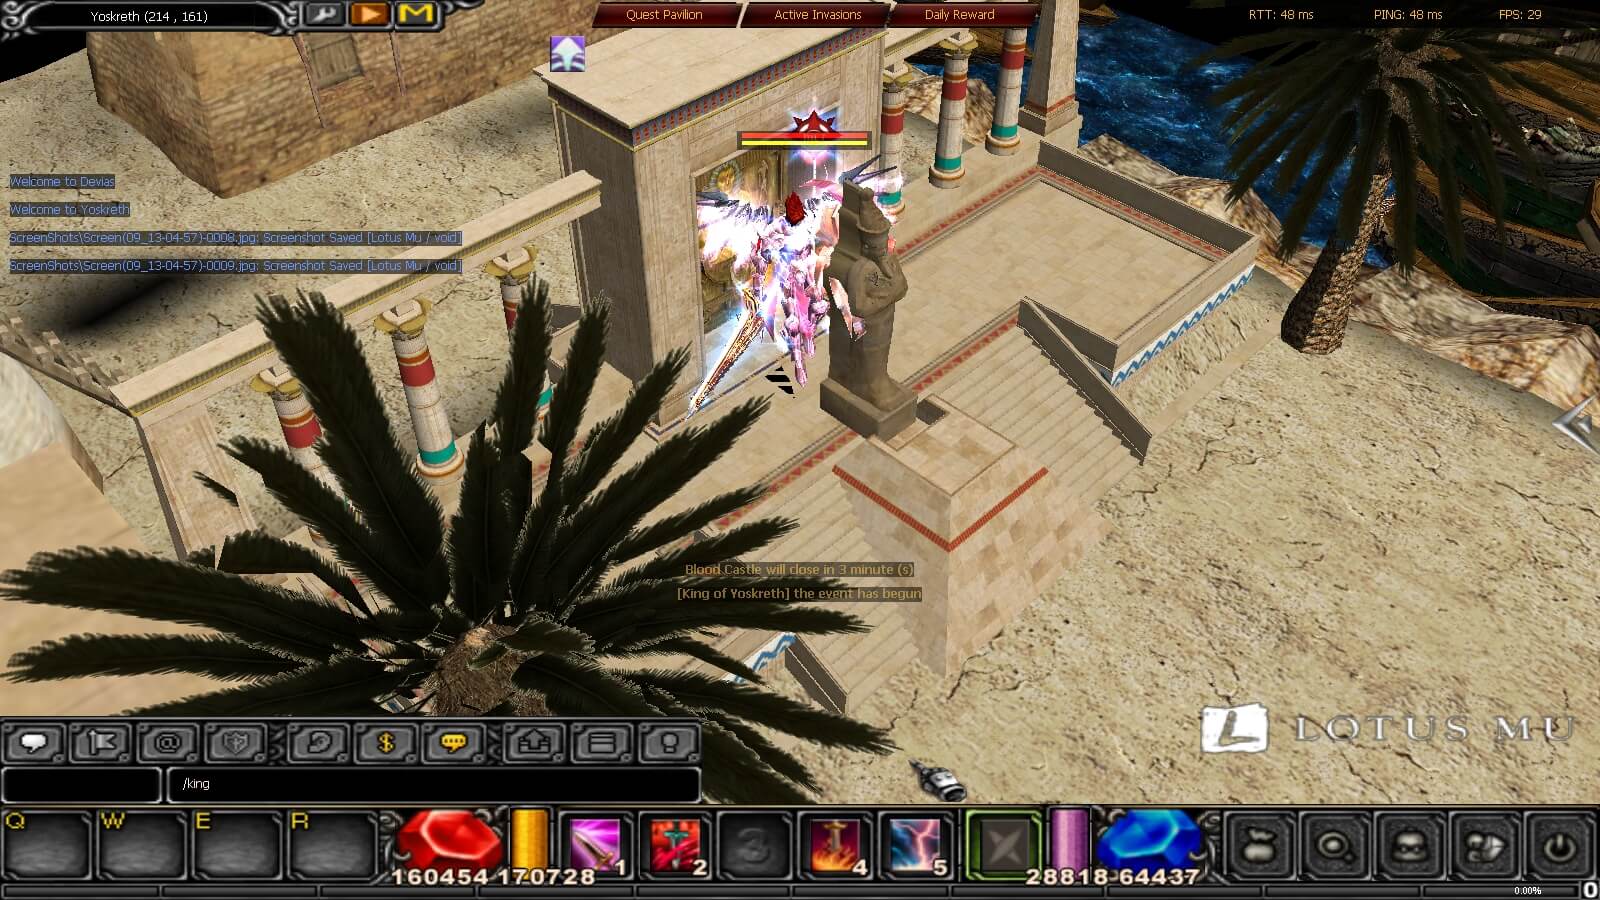 Yoskreth (214 , 161)
Quest Pavilion
Active Invasions
Daily Reward
RTT: 48 ms
PING: 48 ms
FPS: 29
Welcome to Devias
Welcome to Yoskreth
ScreenShots\Screen(09_13-04-57)-0008.jpg: Screenshot Saved [Lotus Mu / void]
ScreenShots\Screen(09_13-04-57)-0009.jpg: Screenshot Saved [Lotus Mu / void]
Blood Castle will close in 3 minute (s)
[King of Yoskreth] the event has begun
LOTUS MU
/king
Q
W
E
R
160454
170728
1
2
3
4
5
28818
64437
0.00%
0